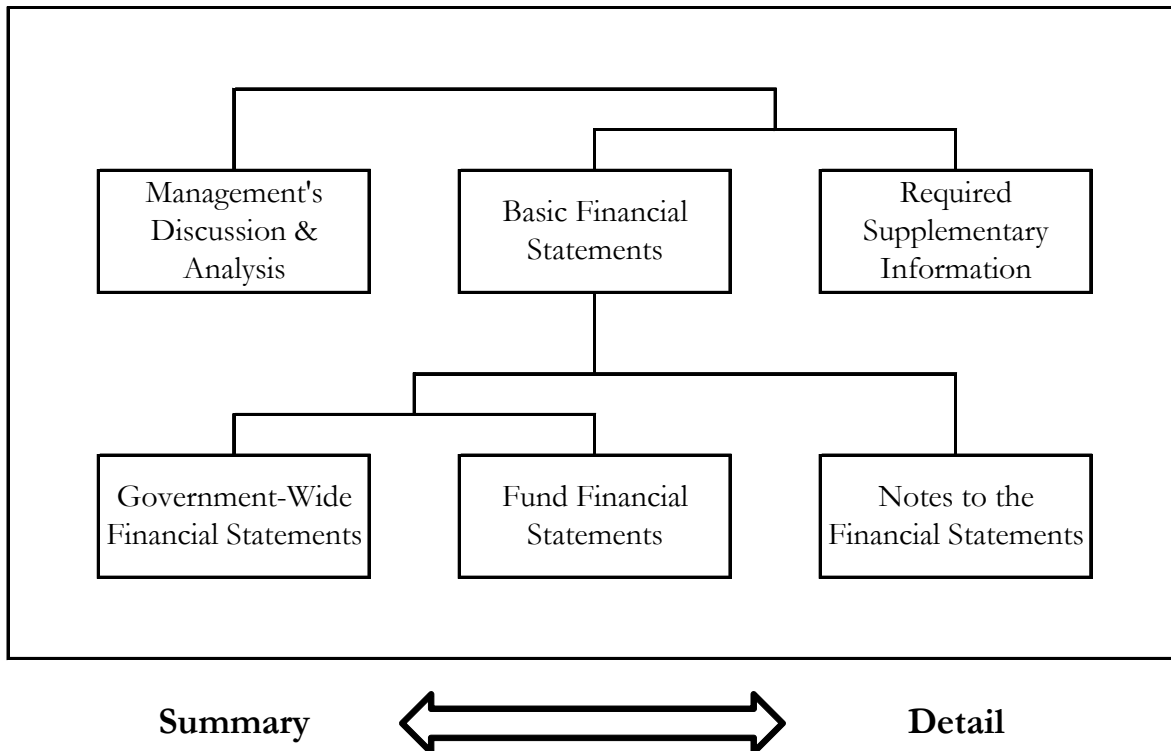 Management's
Discussion &
Analysis
Basic Financial
Statements
Required
Supplementary
Information
Government-Wide
Financial Statements
Fund Financial
Statements
Notes to the
Financial Statements
Summary
Detail